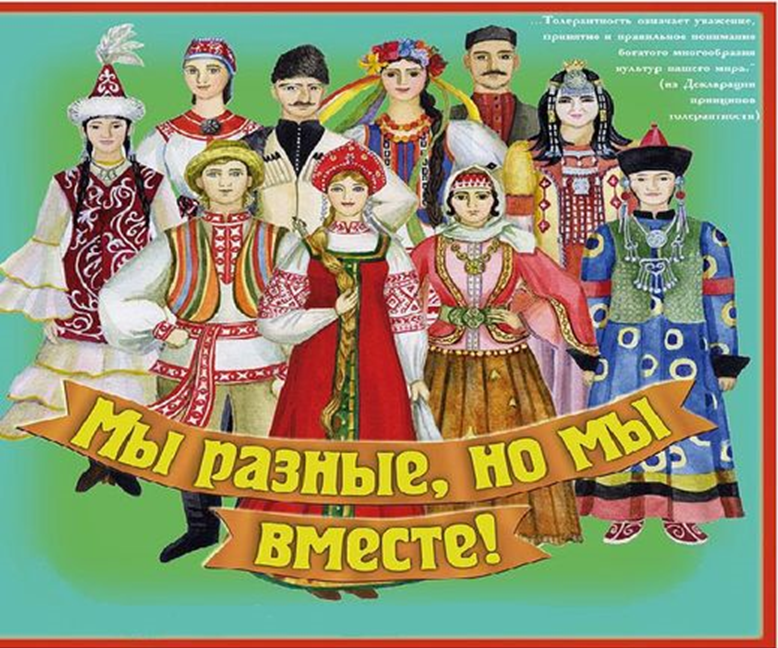 ...Толерантность означает уважение,
принятие и правильное понимание
богатого многообразия
культур нашего мира."
(из Декларации
принципов
толерантности)
Мы разные, но мы
вместе!